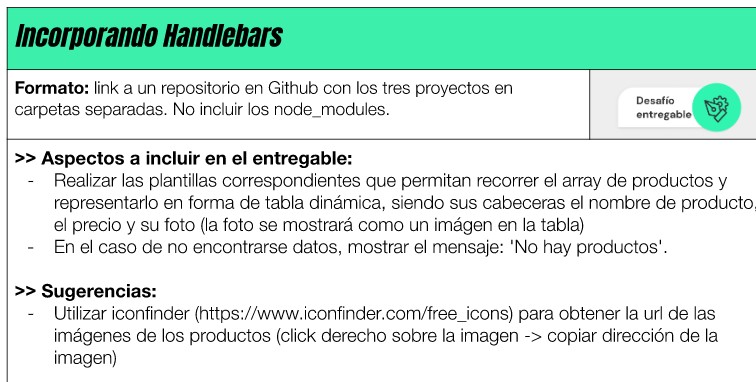 Incorporando Handlebars
Formato: link a un repositorio en Github con los tres proyectos en
carpetas separadas. No incluir los node_modules.
Desafío
entregable
>> Aspectos a incluir en el entregable:
- Realizar las plantillas correspondientes que permitan recorrer el array de productos y
representarlo en forma de tabla dinámica, siendo sus cabeceras el nombre de producto,
el precio y su foto (la foto se mostrará como un imágen en la tabla)
- En el caso de no encontrarse datos, mostrar el mensaje: 'No hay productos'.
>> Sugerencias:
- Utilizar iconfinder (https://www.iconfinder.com/free_icons) para obtener la url de las
imágenes de los productos (click derecho sobre la imagen -> copiar dirección de la
imagen)